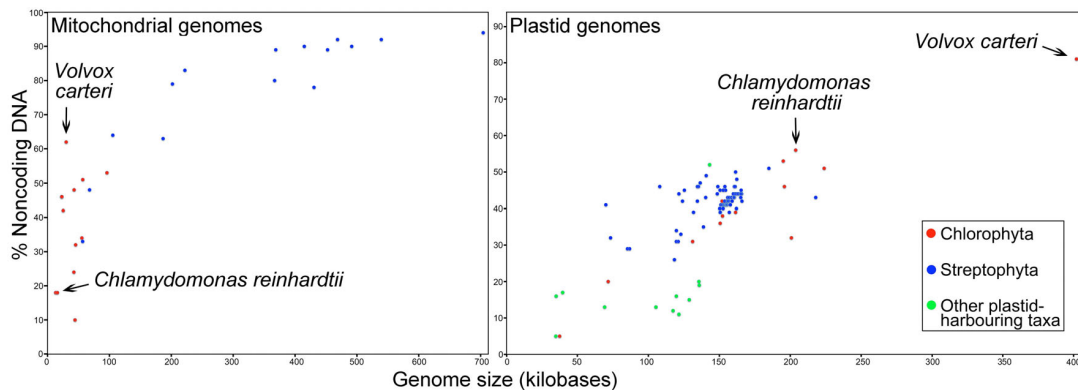 Mitochondrial genomes
Plastid genomes
% Noncoding DNA
100
90
80
70
60
50
40
30
20
10
0
0 100 200 300 400 500 600 700
Volvox
carteri
Chlamydomonas reinhardtii
90
80
70
60
50
40
30
20
10
0
0 50 100 150 200 250 300 350 400
Volvox carteri
Chlamydomonas
reinhardtii
Chlorophyta
Streptophyta
Other plastid-
harbouring taxa
Genome size (kilobases)